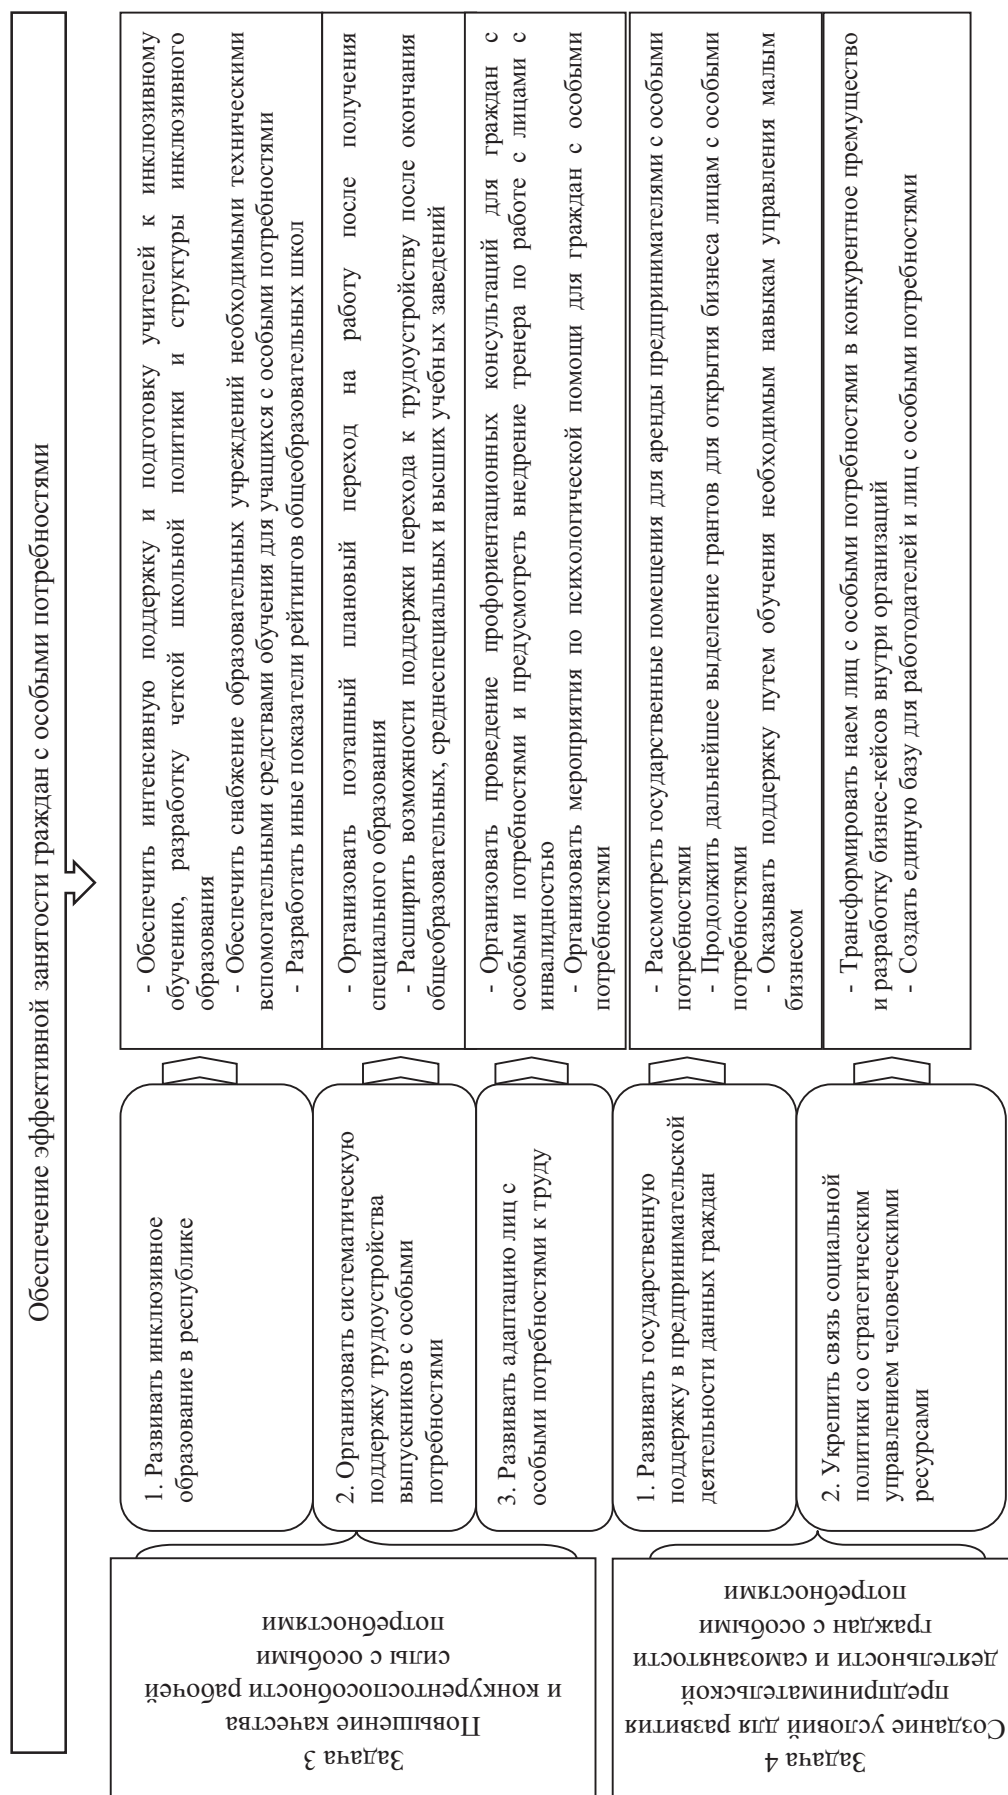 Обеспечение эффективной занятости граждан с особыми потребностями
Задача 3
Повышение качества
и конкурентоспособности рабочей
силы с особыми
потребностями
1. Развивать инклюзивное
образование в республике
- Обеспечить интенсивную поддержку и подготовку учителей к инклюзивному
обучению, разработку четкой школьной политики и структуры инклюзивного
образования
- Обеспечить снабжение образовательных учреждений необходимыми техническими
вспомогательными средствами обучения для учащихся с особыми потребностями
- Разработать иные показатели рейтингов общеобразовательных школ
2. Организовать систематическую
поддержку трудоустройства
выпускников с особыми
потребностями
- Организовать поэтапный плановый переход на работу после получения
специального образования
- Расширить возможности поддержки перехода к трудоустройству после окончания
общеобразовательных, среднеспециальных и высших учебных заведений
3. Развивать адаптацию лиц с
особыми потребностями к труду
- Организовать проведение профориентационных консультаций для граждан с
особыми потребностями и предусмотреть внедрение тренера по работе с лицами с
инвалидностью
- Организовать мероприятия по психологической помощи для граждан с особыми
потребностями
Задача 4
Создание условий для развития
предпринимательской
деятельности и самозанятости
граждан с особыми
потребностями
1. Развивать государственную
поддержку в предпринимательской
деятельности данных граждан
- Рассмотреть государственные помещения для аренды предпринимателями с особыми
потребностями
- Продолжить дальнейшее выделение грантов для открытия бизнеса лицам с особыми
потребностями
- Оказывать поддержку путем обучения необходимым навыкам управления малым
бизнесом
2. Укрепить связь социальной
политики со стратегическим
управлением человеческими
ресурсами
- Трансформировать наем лиц с особыми потребностями в конкурентное премущество
и разработку бизнес-кейсов внутри организаций
- Создать единую базу для работодателей и лиц с особыми потребностями